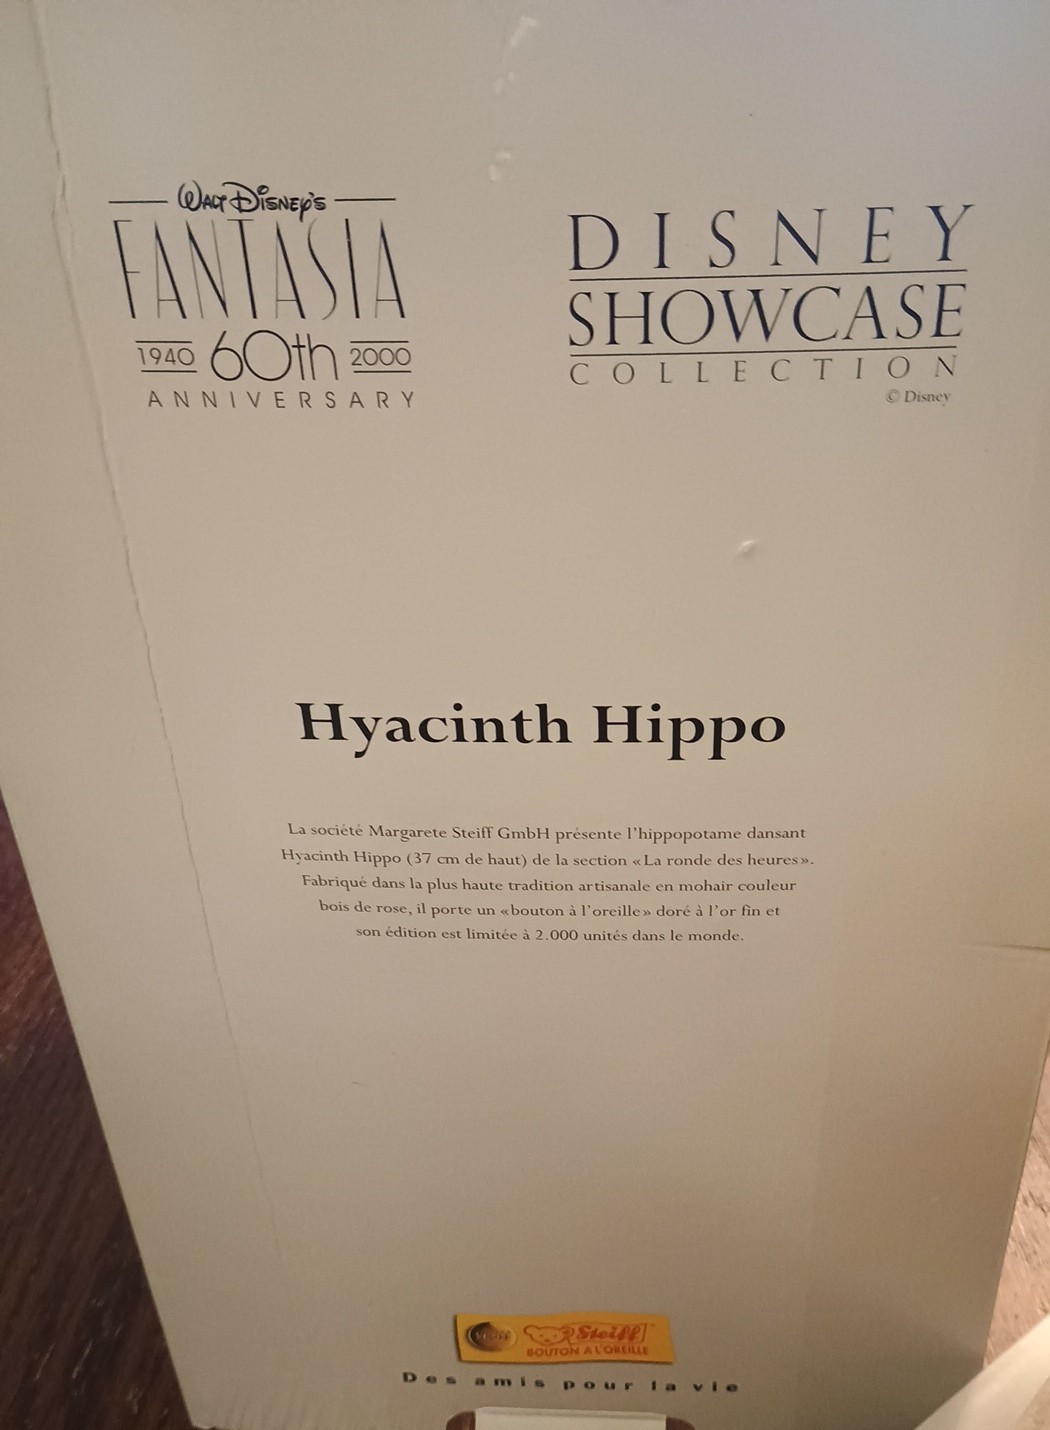 Walt Disney's
FANTASIA
1940 60th 2000
ANNIVERSARY
DISNEY
SHOWCASE
COLLECTION
© Disney
Hyacinth Hippo
La société Margarete Steiff GmbH présente l'hippopotame dansant
Hyacinth Hippo (37 cm de haut) de la section «La ronde des heures».
Fabriqué dans la plus haute tradition artisanale en mohair couleur
bois de rose, il porte un «bouton à l'oreille» doré à l'or fin et
son édition est limitée à 2.000 unités dans le monde.
Steiff
BOUTON A L'OREILLE
Des amis pour la vie